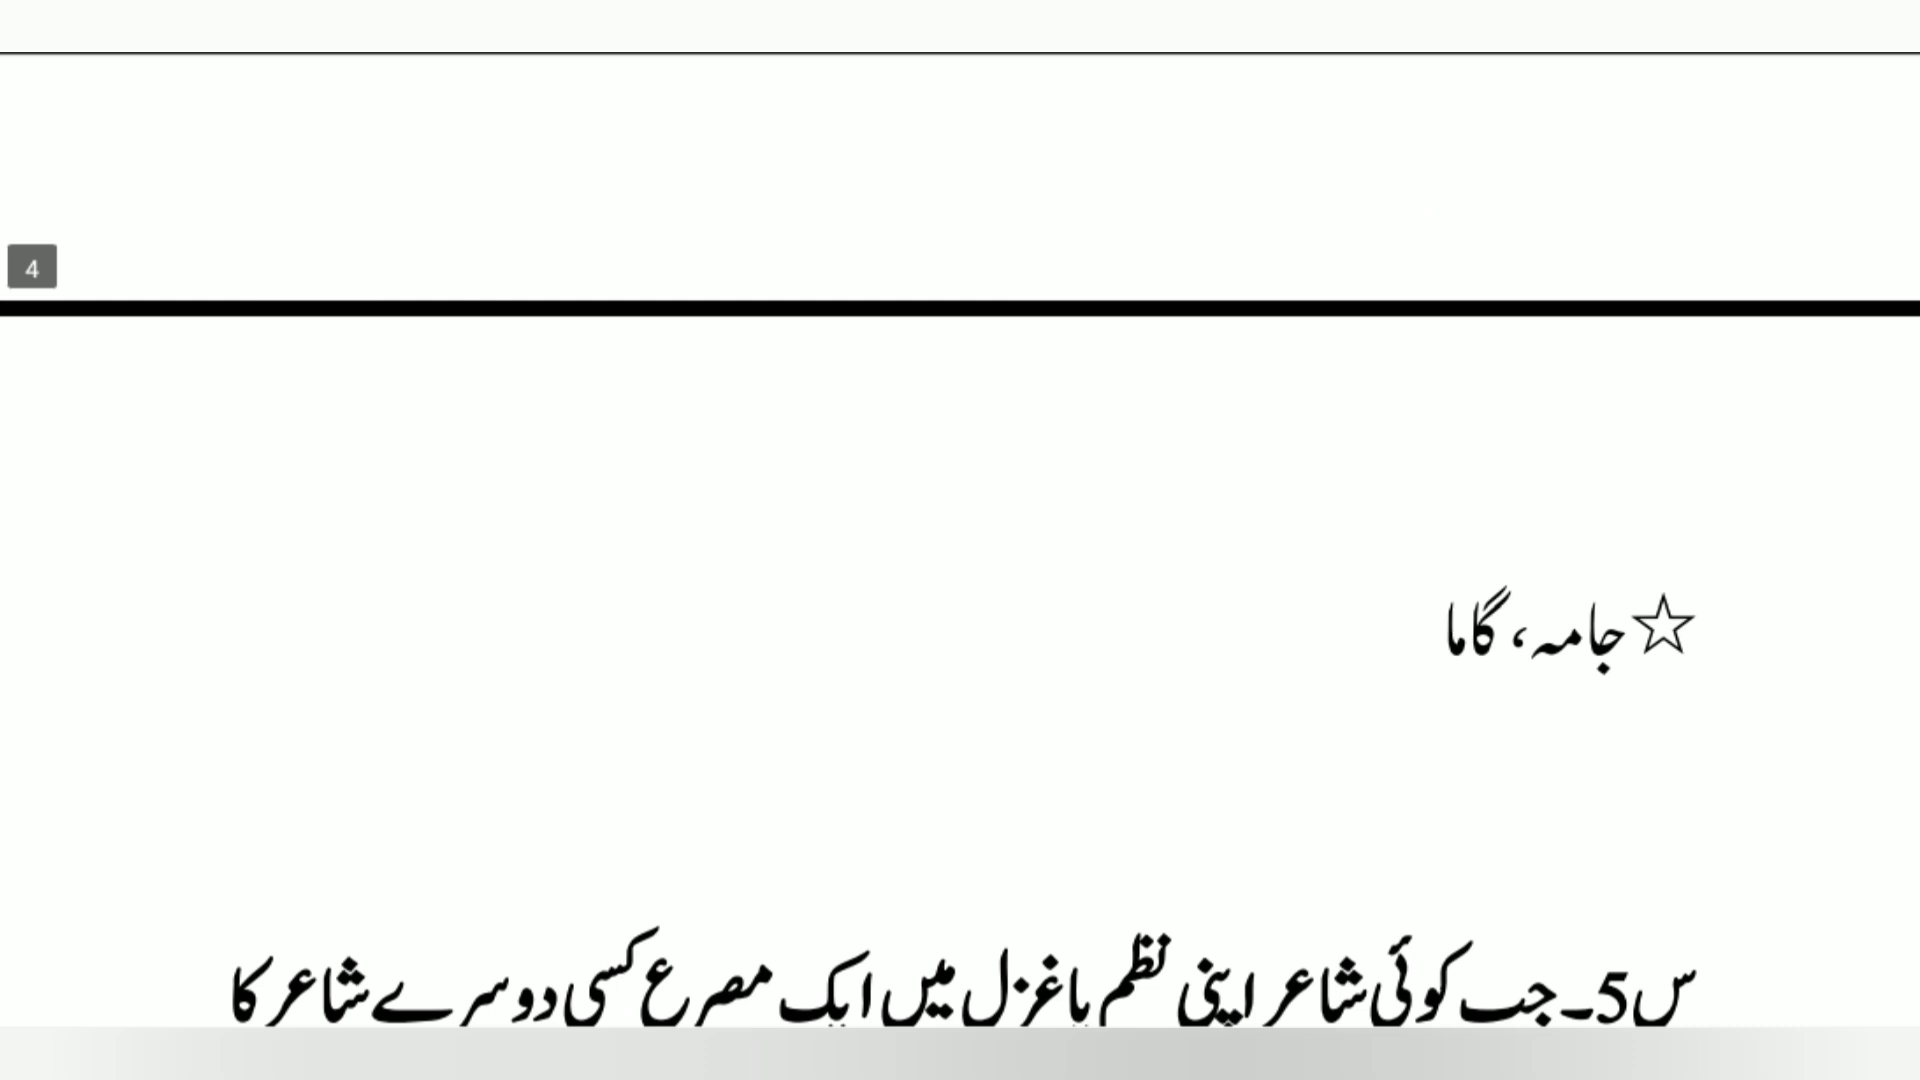 4
☆جامہ، گاما
س5۔جب کوئی شاعر اپنی نظم یا غزل میں ایک مصرع کسی دوسرے شاعر کا